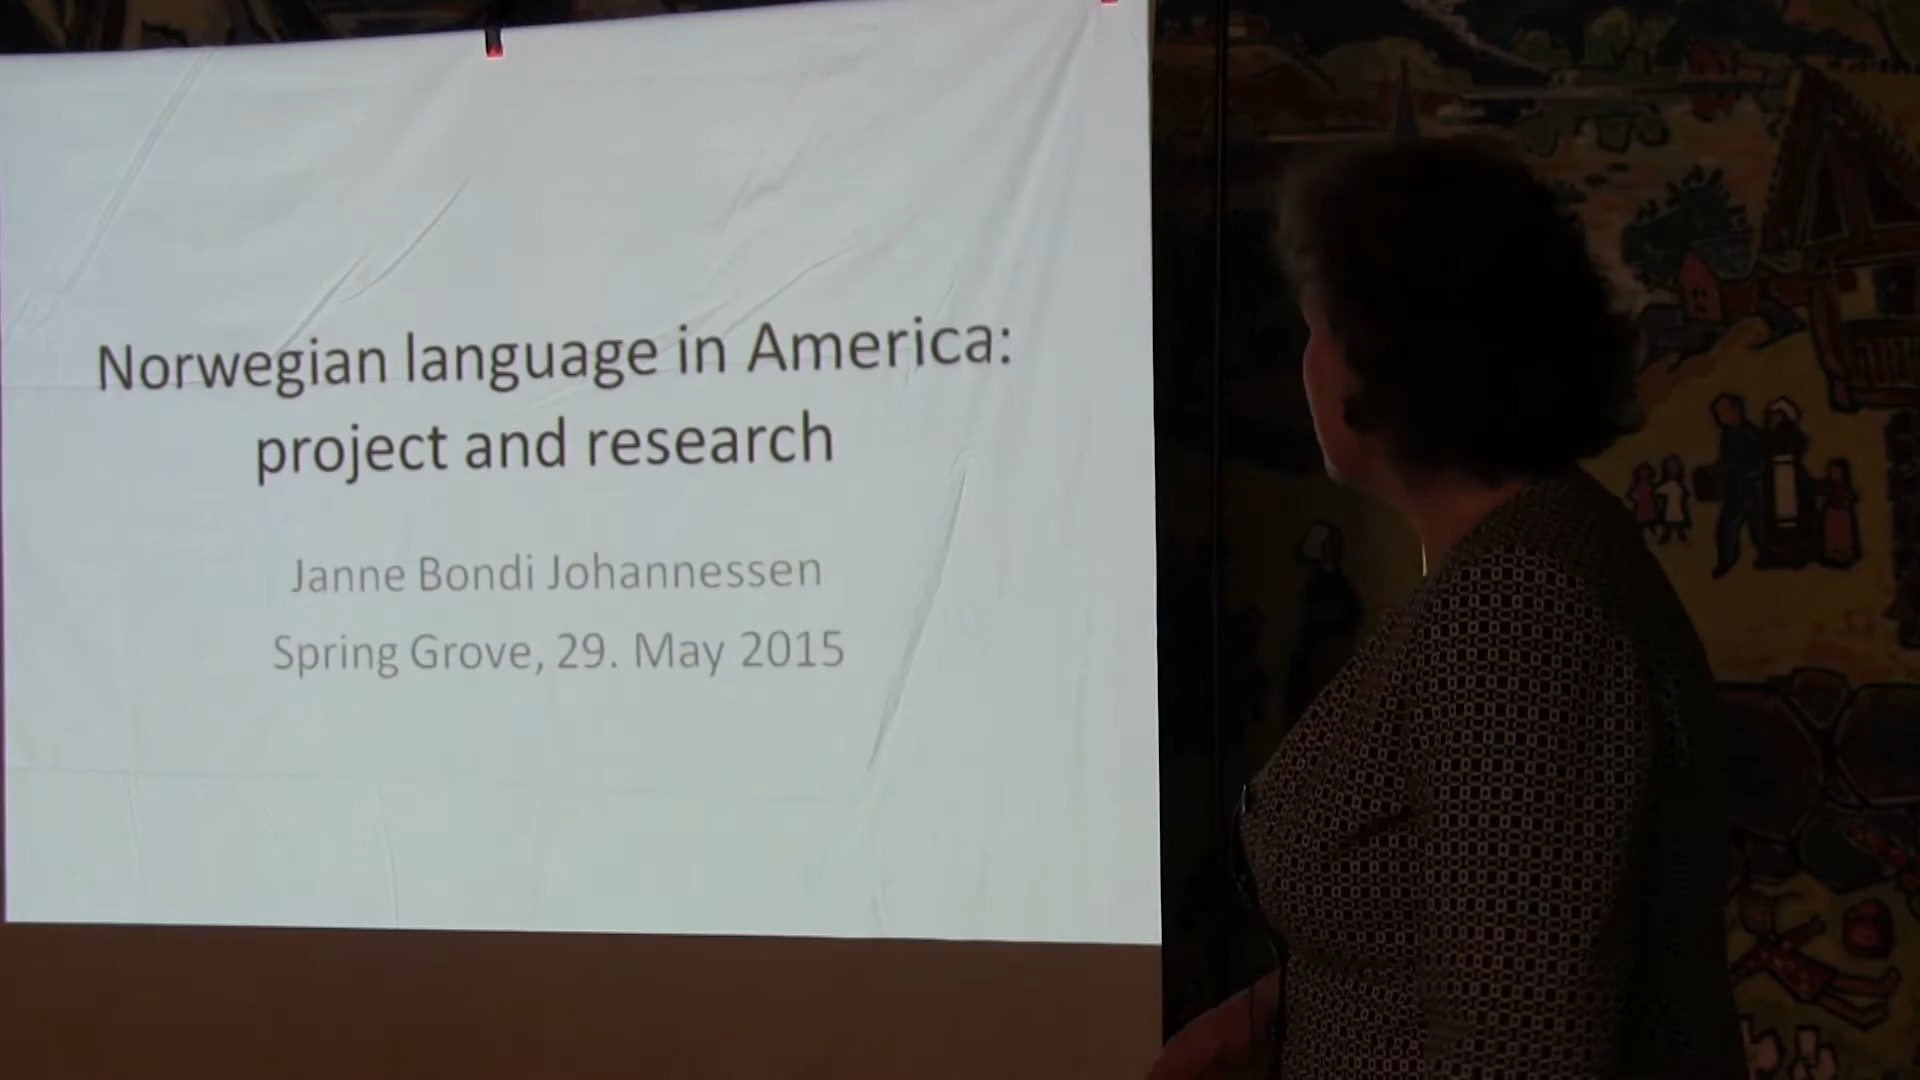 Norwegian language in America:
project and research
Janne Bondi Johannessen
Spring Grove, 29. May 2015